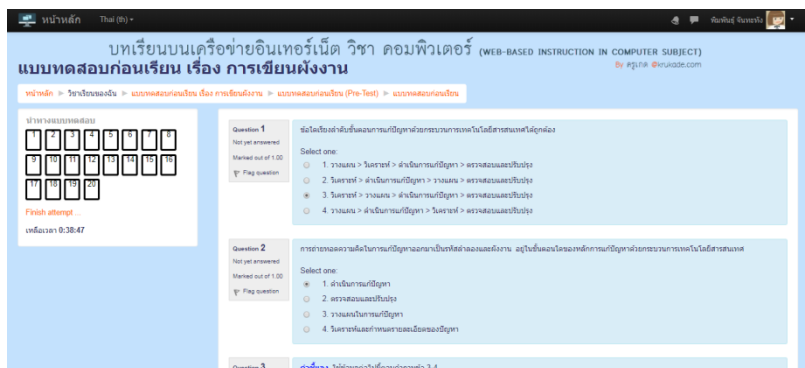 หน้าหลัก Thai (th)
พิมพ์พันธุ์ จันทะรัง
บทเรียนบนเครือข่ายอินเทอร์เน็ต วิชา คอมพิวเตอร์ (WEB-BASED INSTRUCTION IN COMPUTER SUBJECT)
แบบทดสอบก่อนเรียน เรื่อง การเขียนผังงาน
By ครูเกด @krukade.com
หน้าหลัก ► วิชาเรียนของฉัน ► แบบทดสอบก่อนเรียน เรื่อง การเขียนผังงาน ► แบบทดสอบก่อนเรียน (Pre-Test) ► แบบทดสอบก่อนเรียน
นำทางแบบทดสอบ
1 2 3 4 5 6 7 8
9 10 11 12 13 14 15 16
17 18 19 20
Finish attempt ...
เหลือเวลา 0:38:47
Question 1
Not yet answered
Marked out of 1.00
Flag question
ข้อใดเรียงลำดับขั้นตอนการแก้ปัญหาด้วยกระบวนการเทคโนโลยีสารสนเทศได้ถูกต้อง
Select one:
1. วางแผน > วิเคราะห์ > ดำเนินการแก้ปัญหา > ตรวจสอบและปรับปรุง
2. วิเคราะห์ > ดำเนินการแก้ปัญหา > วางแผน > ตรวจสอบและปรับปรุง
3. วิเคราะห์ > วางแผน > ดำเนินการแก้ปัญหา > ตรวจสอบและปรับปรุง
4. วางแผน > ดำเนินการแก้ปัญหา > วิเคราะห์ > ตรวจสอบและปรับปรุง
Question 2
Not yet answered
Marked out of 1.00
Flag question
การถ่ายทอดความคิดในการแก้ปัญหาออกมาเป็นรหัสลำลองและผังงาน อยู่ในขั้นตอนใดของหลักการแก้ปัญหาด้วยกระบวนการเทคโนโลยีสารสนเทศ
Select one:
1. ดำเนินการแก้ปัญหา
2. ตรวจสอบและปรับปรุง
3. วางแผนในการแก้ปัญหา
4. วิเคราะห์และกำหนดรายละเอียดของปัญหา
Question 3